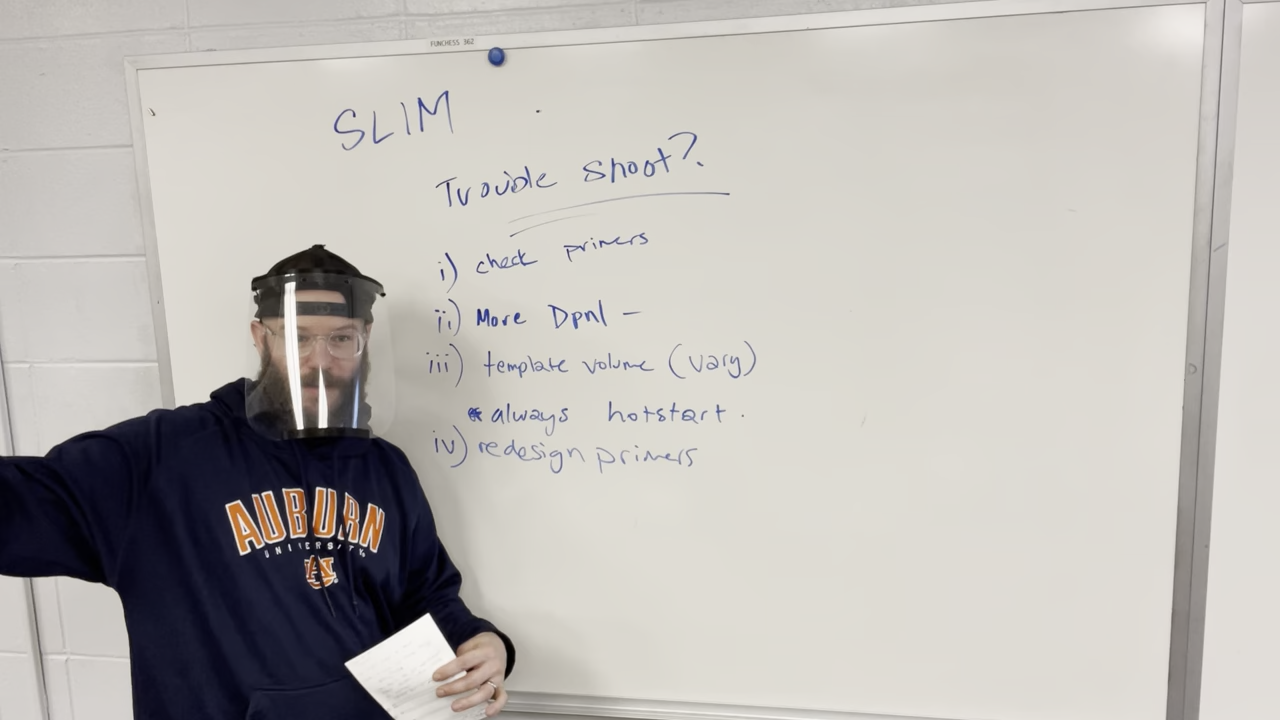 FUNCHESS 362
SLIM
Trouble shoot?
i) check primers
ii) More DpnI –
iii) template volume (vary)
* always hotstart.
iv) redesign primers
AUBURN
UNIVERSITY
AU